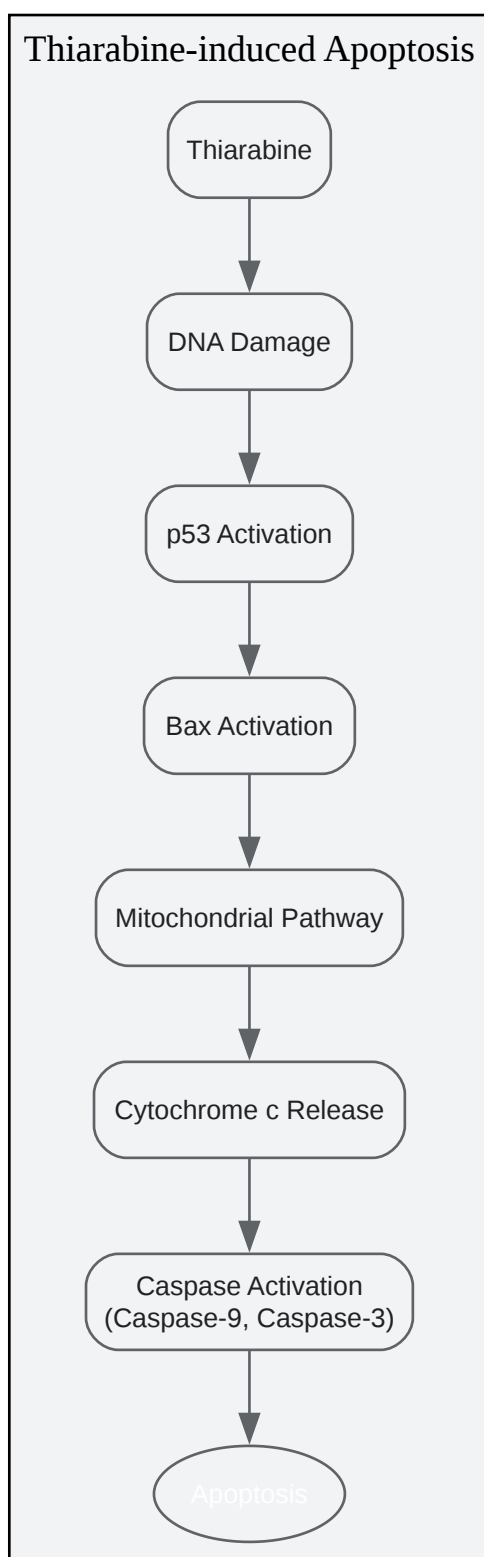 Thiarabine-induced Apoptosis
Thiarabine
DNA Damage
p53 Activation
Bax Activation
Mitochondrial Pathway
Cytochrome c Release
Caspase Activation
(Caspase-9, Caspase-3)
Apoptosis